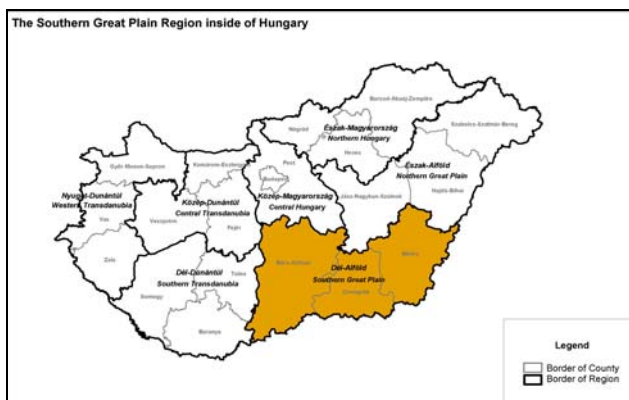 The Southern Great Plain Region inside of Hungary
Borsod-Abaúj-Zemplén
Szabolcs-Szatmár-Bereg
Nógrád
Észak-Magyarország
Northern Hungary
Heves
Győr-Moson-Sopron
Komárom-Esztergom
Pest
Budapest
Észak-Alföld
Northern Great Plain
Hajdú-Bihar
Jász-Nagykun-Szolnok
Nyugat-Dunántúl
Western Transdanubia
Vas
Veszprém
Közép-Dunántúl
Central Transdanubia
Fejér
Közép-Magyarország
Central Hungary
Zala
Bács-Kiskun
Békés
Dél-Alföld
Southern Great Plain
Csongrád
Dél-Dunántúl
Southern Transdanubia
Tolna
Somogy
Baranya
Legend
Border of County
Border of Region